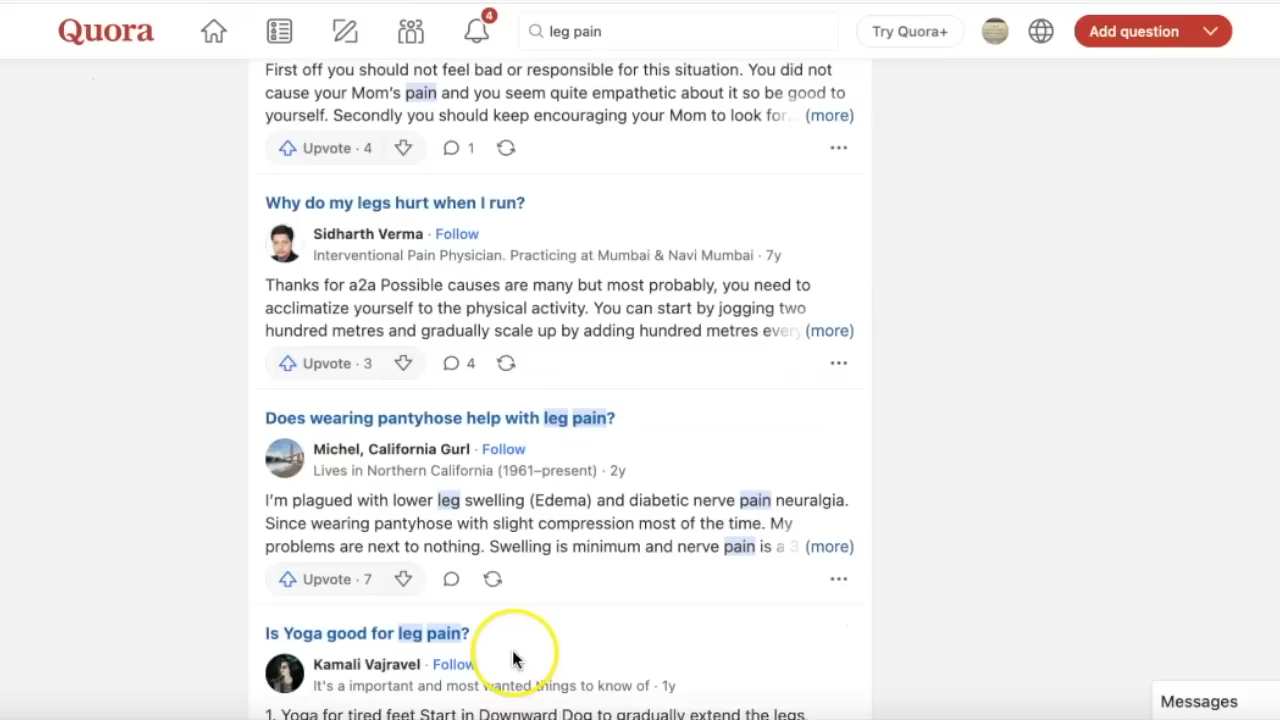 Quora
4
leg pain
Try Quora+
Add question
First off you should not feel bad or responsible for this situation. You did not
cause your Mom's pain and you seem quite empathetic about it so be good to
yourself. Secondly you should keep encouraging your Mom to look for... (more)
Upvote · 4
1
Why do my legs hurt when I run?
Sidharth Verma · Follow
Interventional Pain Physician. Practicing at Mumbai & Navi Mumbai · 7y
Thanks for a2a Possible causes are many but most probably, you need to
acclimatize yourself to the physical activity. You can start by jogging two
hundred metres and gradually scale up by adding hundred metres every (more)
Upvote · 3
4
Does wearing pantyhose help with leg pain?
Michel, California Gurl · Follow
Lives in Northern California (1961–present) · 2y
I'm plagued with lower leg swelling (Edema) and diabetic nerve pain neuralgia.
Since wearing pantyhose with slight compression most of the time. My
problems are next to nothing. Swelling is minimum and nerve pain is a 3 (more)
Upvote · 7
Is Yoga good for leg pain?
Kamali Vajravel · Follow
It's a important and most wanted things to know of · 1y
1. Yoga for tired feet Start in Downward Dog to gradually extend the legs
Messages